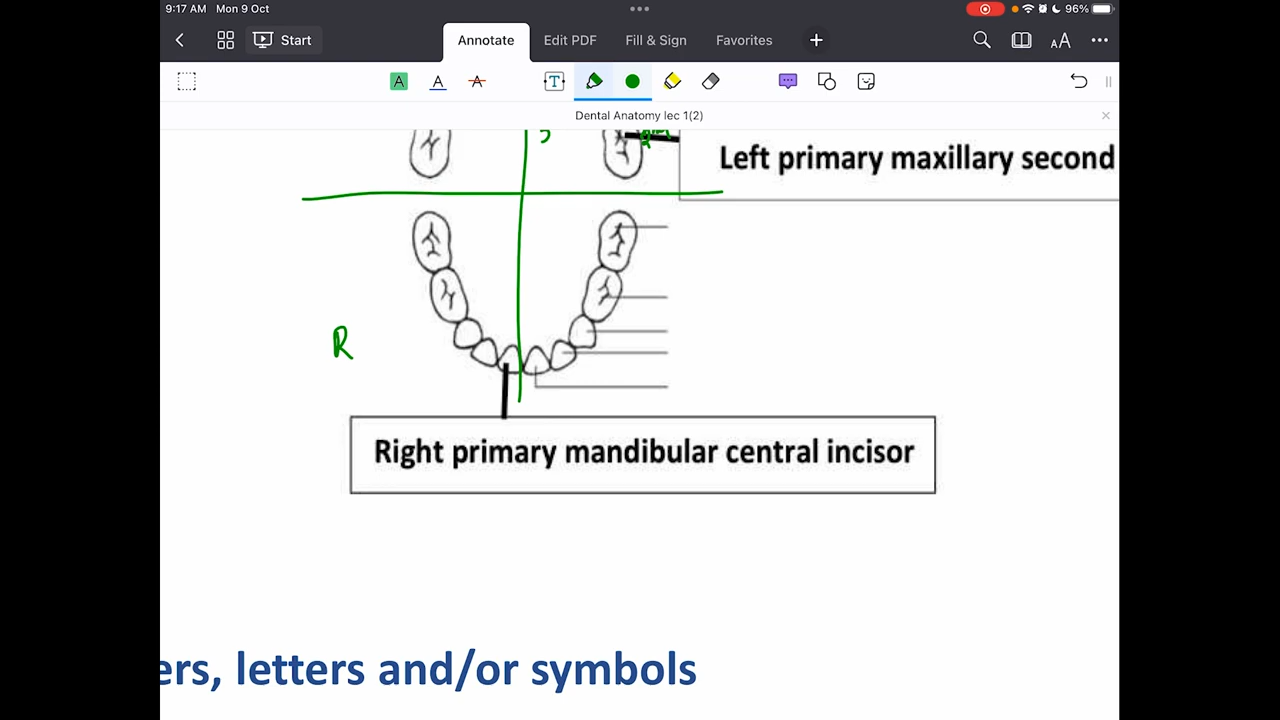 9:17 AM Mon 9 Oct
96%
Start
Annotate
Edit PDF
Fill & Sign
Favorites
Dental Anatomy lec 1(2)
Left primary maxillary second
R
Right primary mandibular central incisor
ers, letters and/or symbols